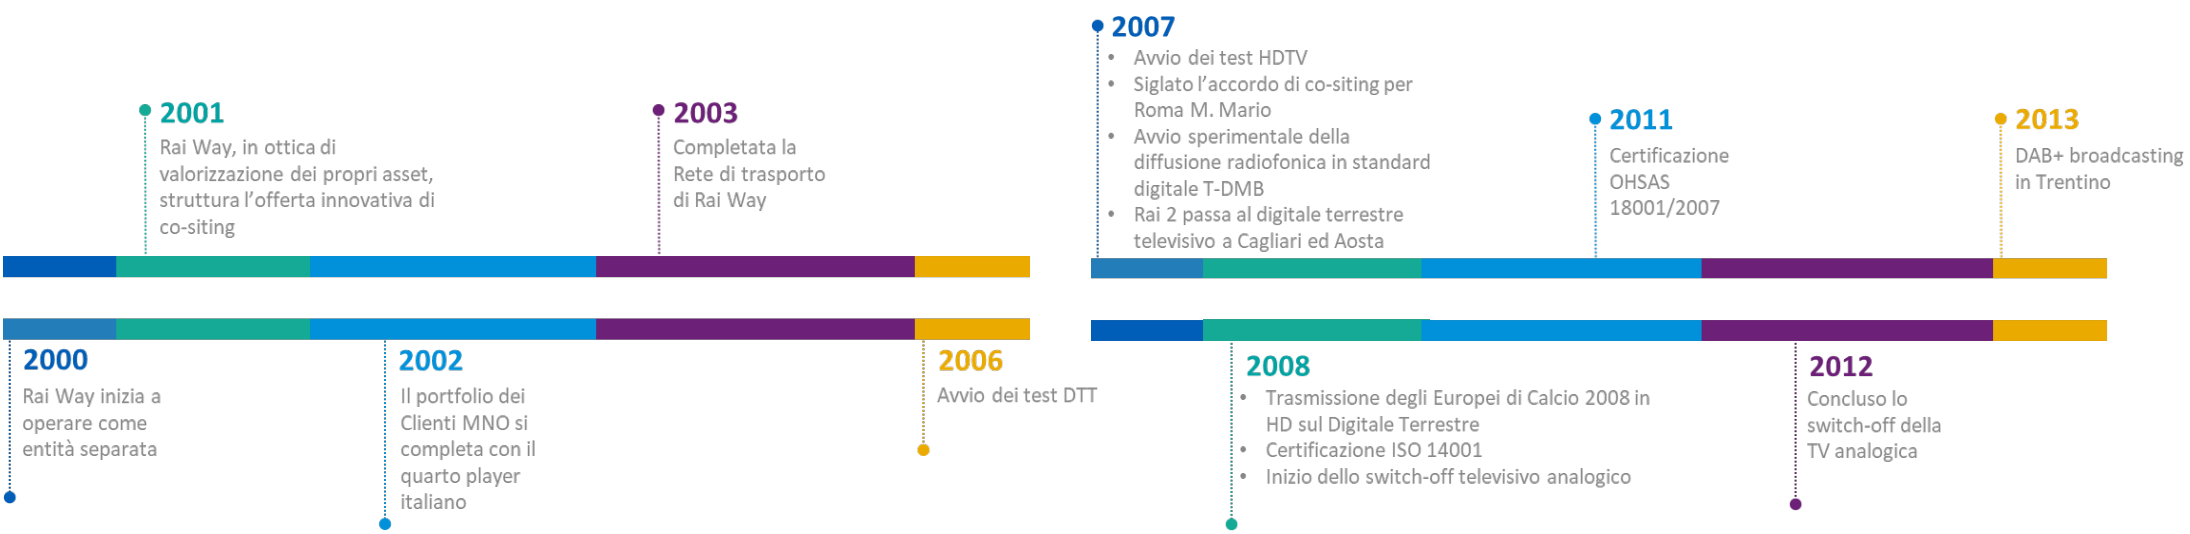 2001
Rai Way, in ottica di
valorizzazione dei propri asset,
struttura l'offerta innovativa di
co-siting
2003
Completata la
Rete di trasporto
di Rai Way
2000
Rai Way inizia a
operare come
entità separata
2002
Il portfolio dei
Clienti MNO si
completa con il
quarto player
italiano
2006
Avvio dei test DTT
2007
• Avvio dei test HDTV
• Siglato l'accordo di co-siting per
Roma M. Mario
• Avvio sperimentale della
diffusione radiofonica in standard
digitale T-DMB
• Rai 2 passa al digitale terrestre
televisivo a Cagliari ed Aosta
2011
Certificazione
OHSAS
18001/2007
2013
DAB+ broadcasting
in Trentino
2008
• Trasmissione degli Europei di Calcio 2008 in
HD sul Digitale Terrestre
• Certificazione ISO 14001
• Inizio dello switch-off televisivo analogico
2012
Concluso lo
switch-off della
TV analogica